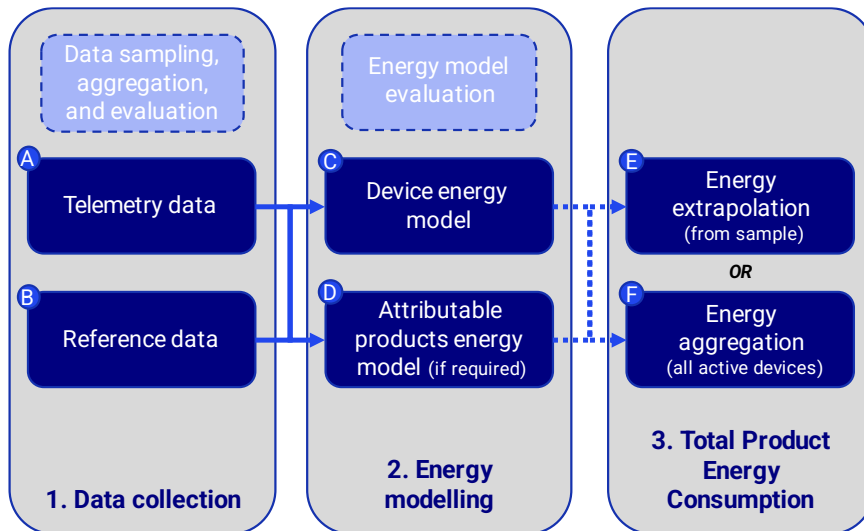 Data sampling,
aggregation,
and evaluation
A
Telemetry data
B
Reference data
1. Data collection
Energy model
evaluation
C
Device energy
model
D
Attributable
products energy
model (if required)
2. Energy
modelling
E
Energy
extrapolation
(from sample)
OR
F
Energy
aggregation
(all active devices)
3. Total Product
Energy
Consumption